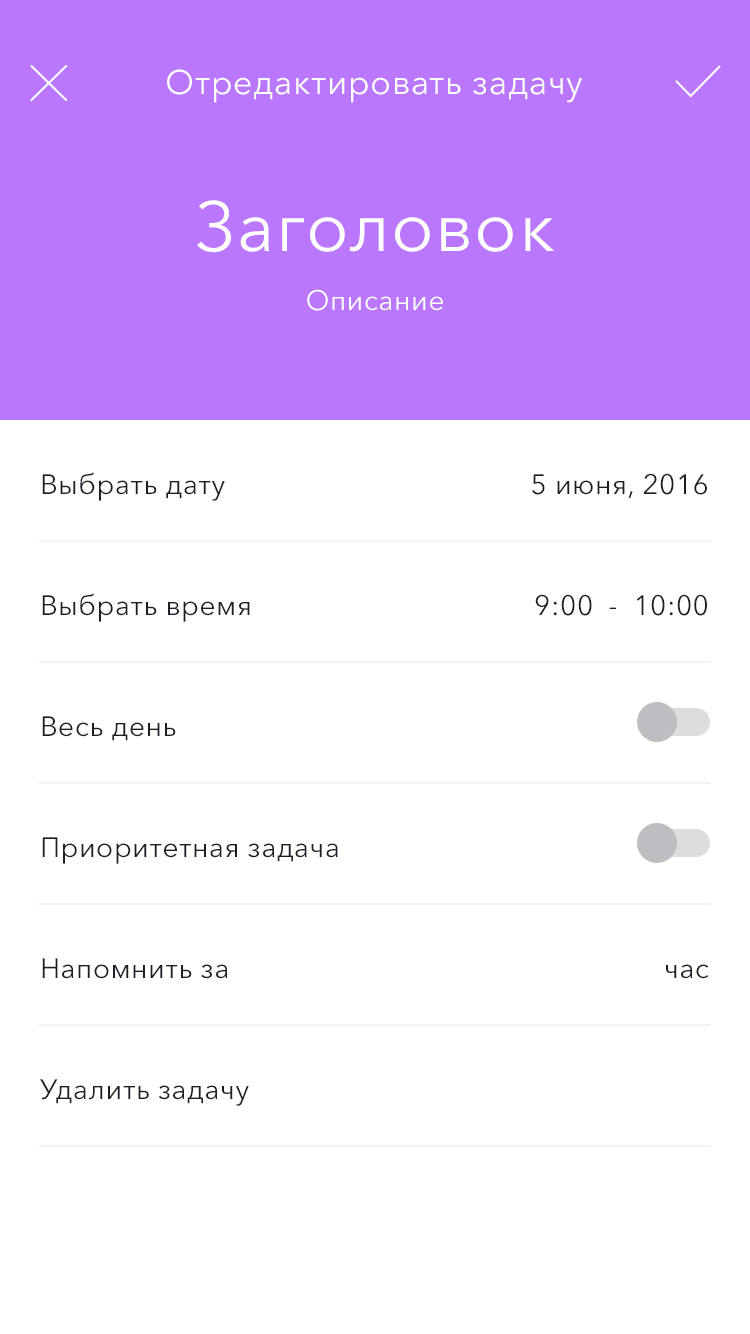 Отредактировать задачу
Заголовок
Описание
Выбрать дату 5 июня, 2016
Выбрать время 9:00 - 10:00
Весь день
Приоритетная задача
Напомнить за час
Удалить задачу